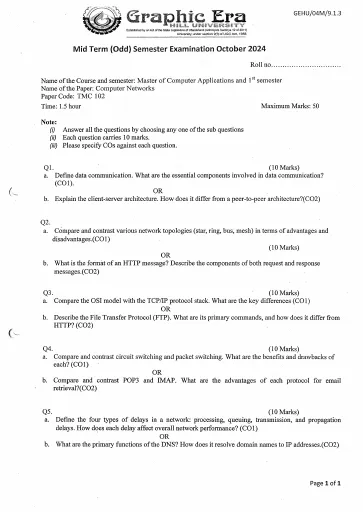 GEHU/04M/9.1.3
Graphic Era
HILL UNIVERSITY
Mid Term (Odd) Semester Examination October 2024
Roll no..............................
Name of the Course and semester: Master of Computer Applications and 1st semester
Name of the Paper: Computer Networks
Paper Code: TMC 102
Time: 1.5 hour Maximum Marks: 50
Note:
(i) Answer all the questions by choosing any one of the sub questions
(ii) Each question carries 10 marks.
(iii) Please specify COs against each question.
Q1. (10 Marks)
a. Define data communication. What are the essential components involved in data communication?
(CO1).
OR
b. Explain the client-server architecture. How does it differ from a peer-to-peer architecture?(CO2)
Q2.
a. Compare and contrast various network topologies (star, ring, bus, mesh) in terms of advantages and
disadvantages.(CO1)
(10 Marks)
OR
b. What is the format of an HTTP message? Describe the components of both request and response
messages.(CO2)
Q3. (10 Marks)
a. Compare the OSI model with the TCP/IP protocol stack. What are the key differences (CO1)
OR
b. Describe the File Transfer Protocol (FTP). What are its primary commands, and how does it differ from
HTTP? (CO2)
Q4. (10 Marks)
a. Compare and contrast circuit switching and packet switching. What are the benefits and drawbacks of
each? (CO1)
OR
b. Compare and contrast POP3 and IMAP. What are the advantages of each protocol for email
retrieval?(CO2)
Q5. (10 Marks)
a. Define the four types of delays in a network: processing, queuing, transmission, and propagation
delays. How does each delay affect overall network performance? (CO1)
OR
b. What are the primary functions of the DNS? How does it resolve domain names to IP addresses.(CO2)
Page 1 of 1